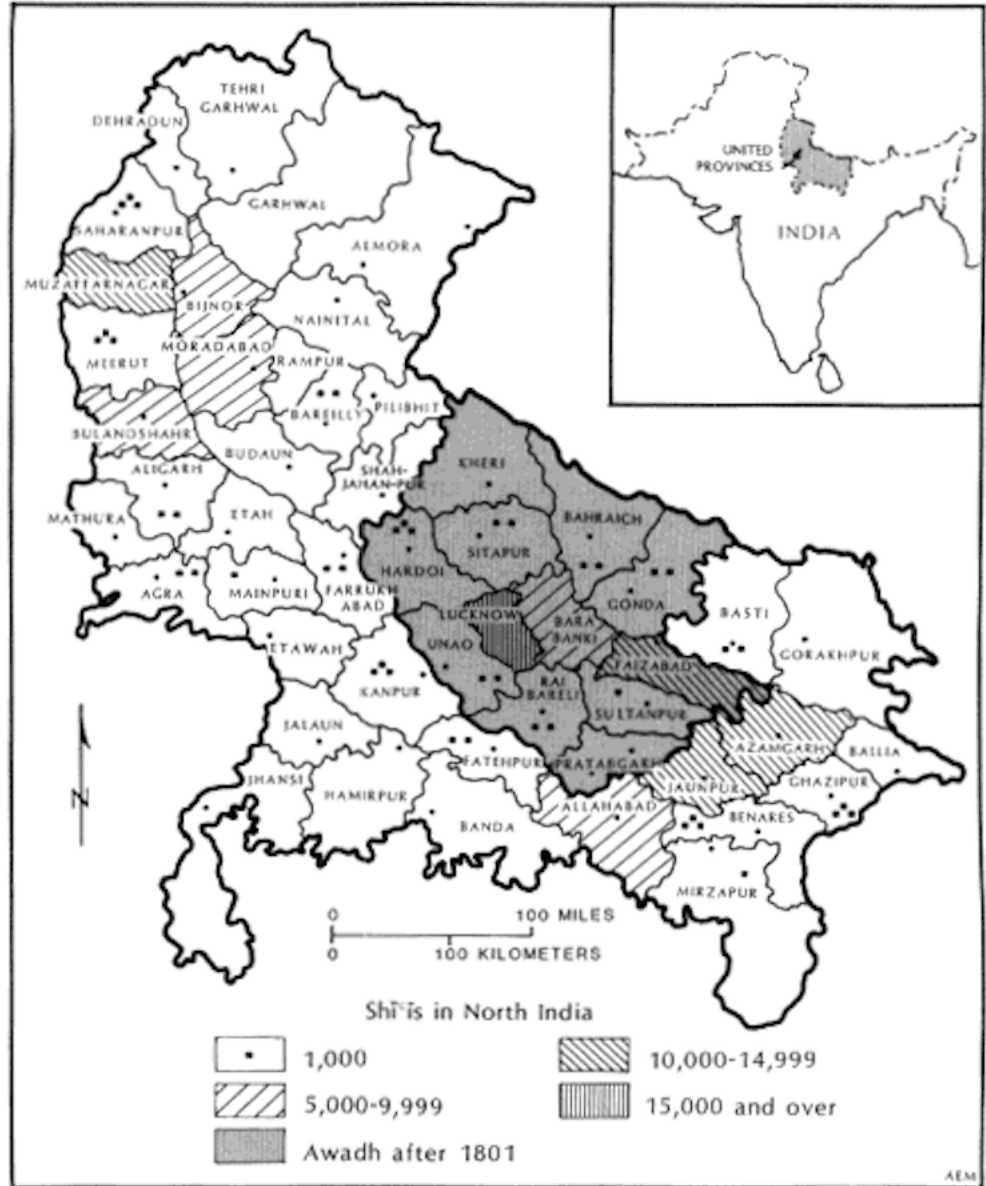 TEHRI
GARHWAL
DEHRADUN
GARHWAL
SAHARANPUR
ALMORA
MUZAFFARNAGAR
BIJNOR
NAINITAL
MORADABAD
MEERUT
RAMPUR
BAREILLY
PILIBHIT
BULANDSHAHR
BUDAUN
ALIGARH
SHAH-
JAHAN-PUR
KHERI
MATHURA
ETAH
BAHRAICH
SITAPUR
HARDOI
AGRA
MAINPURI
FARRUKH
ABAD
GONDA
BASTI
LUCKNOW
BARA
BANKI
ETAWAH
UNAO
GORAKHPUR
FAIZABAD
KANPUR
RAI
BARELI
SULTANPUR
JALAUN
AZAMGARH
BALLIA
FATEHPUR
PRATABGARH
JHANSI
HAMIRPUR
JAUNPUR
GHAZIPUR
ALLAHABAD
BENARES
BANDA
MIRZAPUR
UNITED
PROVINCES
INDIA
N
0 100 MILES
0 100 KILOMETERS
Shīʿīs in North India
1,000
10,000-14,999
5,000-9,999
15,000 and over
Awadh after 1801
AEM